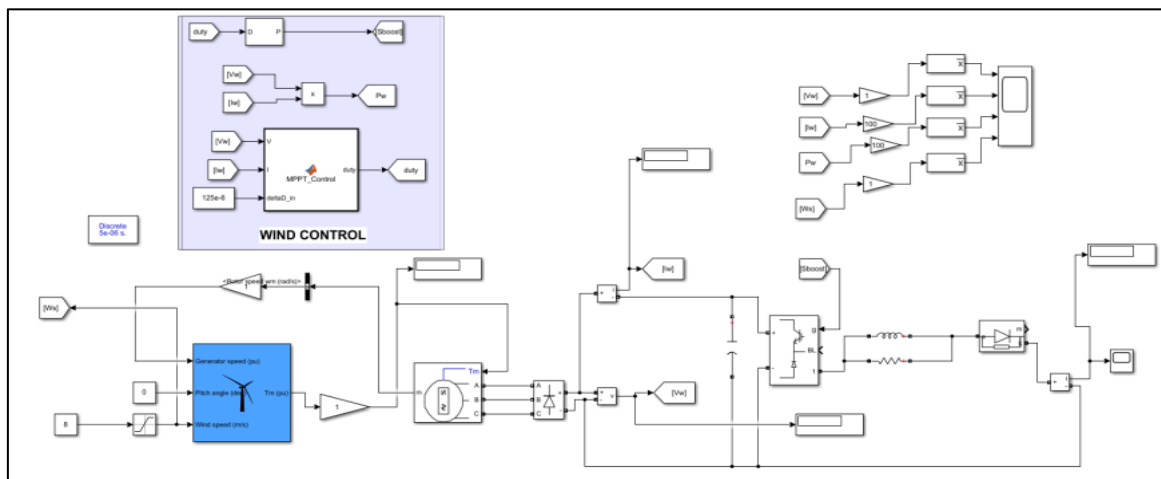 duty
D
P
[Sboost]
[Vw]
[Iw]
x
Pw
[Vw]
[Iw]
125e-6
V
I
deltaD_in
MPPT_Control
duty
duty
WIND CONTROL
Discrete
5e-06 s.
[Vw]
[Iw]
Pw
[Ws]
1
100
100
1
x
x
x
x
<Rotor speed wm (rad/s)>
1
[Ws]
Generator speed (pu)
Pitch angle (deg)
Wind speed (m/s)
Tm (pu)
0
8
1
m
Tm
N
S
A
B
C
A
B
C
+
-
+
-
i
[Iw]
+
-
v
[Vw]
[Sboost]
+
-
g
BL
1
m
+
-
i